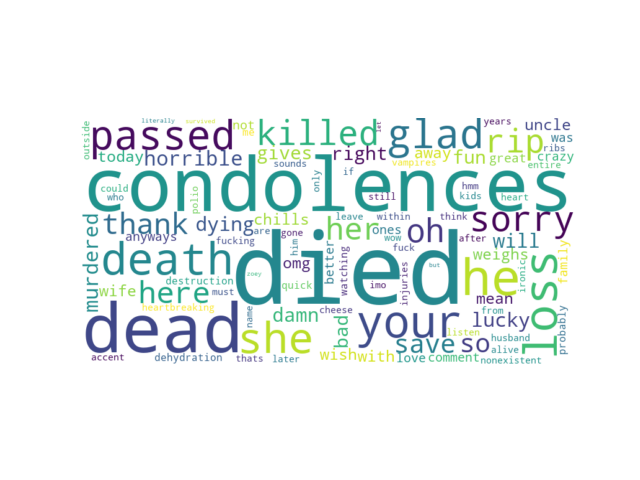 literally survived
outside passed not me killed let glad years uncle
today horrible gives right away rip fun great was ribs crazy
could who polio condolences sounds only if vampires still hmm kids heart entire
murdered thank dying chills her leave within oh ones think sorry
anyways are gone him wow after will
death fucking omg better watching fuck he weighs ironic loss family
wife here destruction must quick imo injuries mean from
heartbreaking zoey died but
dead name she damn cheese bad your lucky probably
save so listen husband alive
accent dehydration thats later wish with love comment nonexistent